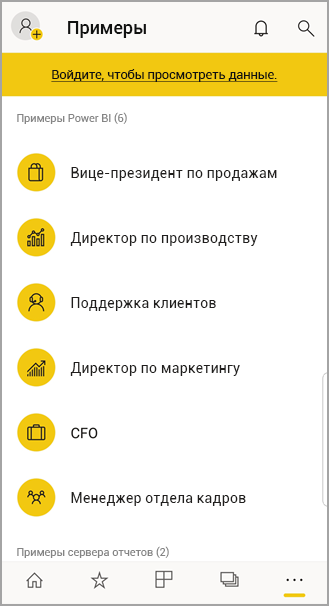 Примеры
Войдите, чтобы просмотреть данные.
Примеры Power BI (6)
Вице-президент по продажам
Директор по производству
Поддержка клиентов
Директор по маркетингу
CFO
Менеджер отдела кадров
Примеры сервера отчетов (2)